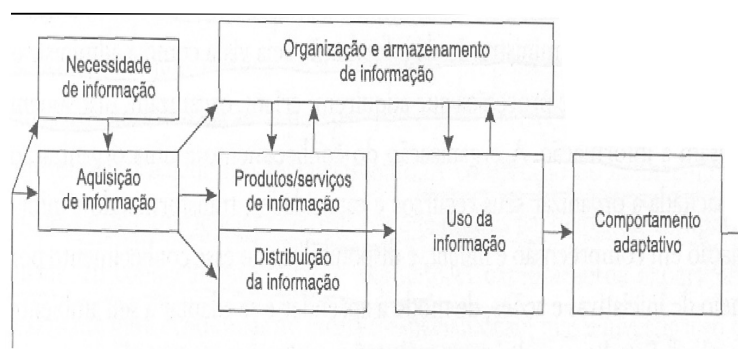 Necessidade
de informação
Organização e armazenamento
de informação
Aquisição
de informação
Produtos/serviços
de informação
Distribuição
da informação
Uso da
informação
Comportamento
adaptativo